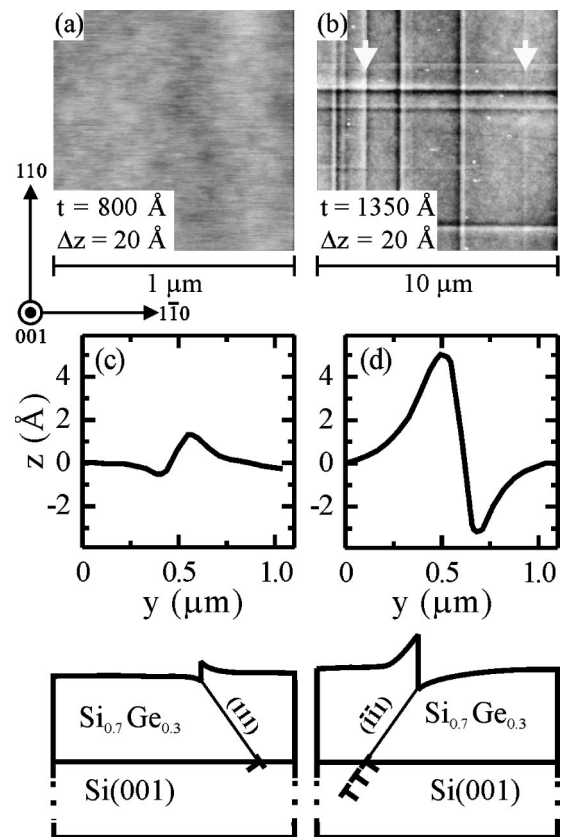 (a)
(b)
t = 800 Å
Δz = 20 Å
t = 1350 Å
Δz = 20 Å
110
1 μm
10 μm
11̄0
001
(c)
(d)
z (Å)
4
2
0
-2
4
2
0
-2
0
0.5
1.0
0
0.5
1.0
y (μm)
y (μm)
(111)
Si0.7Ge0.3
Si0.7Ge0.3
Si(001)
Si(001)